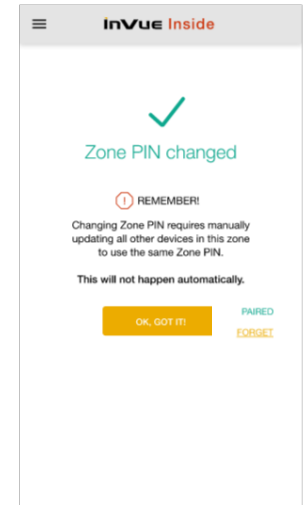 InVue Inside
Zone PIN changed
! REMEMBER!
Changing Zone PIN requires manually
updating all other devices in this zone
to use the same Zone PIN.
This will not happen automatically.
OK, GOT IT!
PAIRED
FORGET